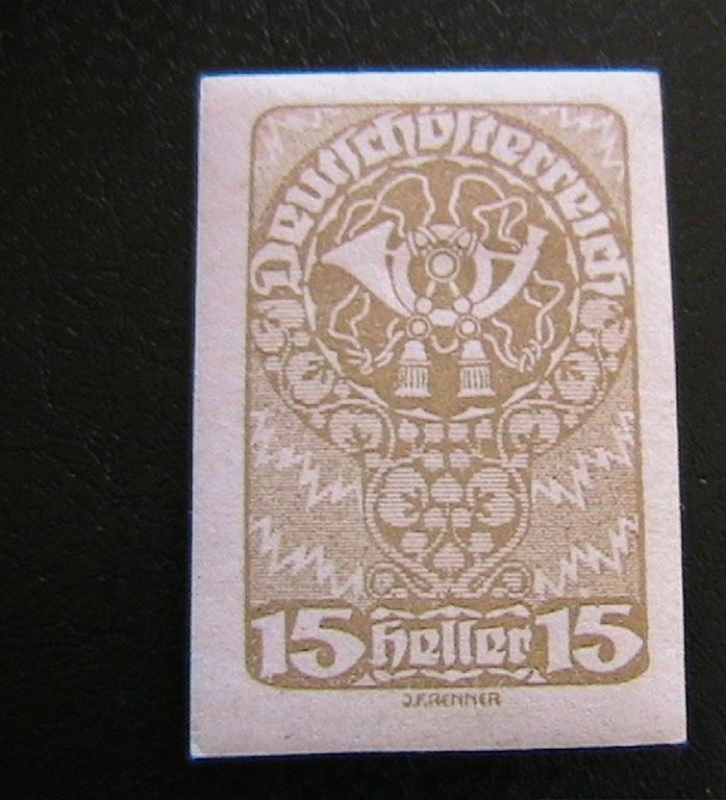 Deutschösterreich
15 Heller 15
J.F.RENNER